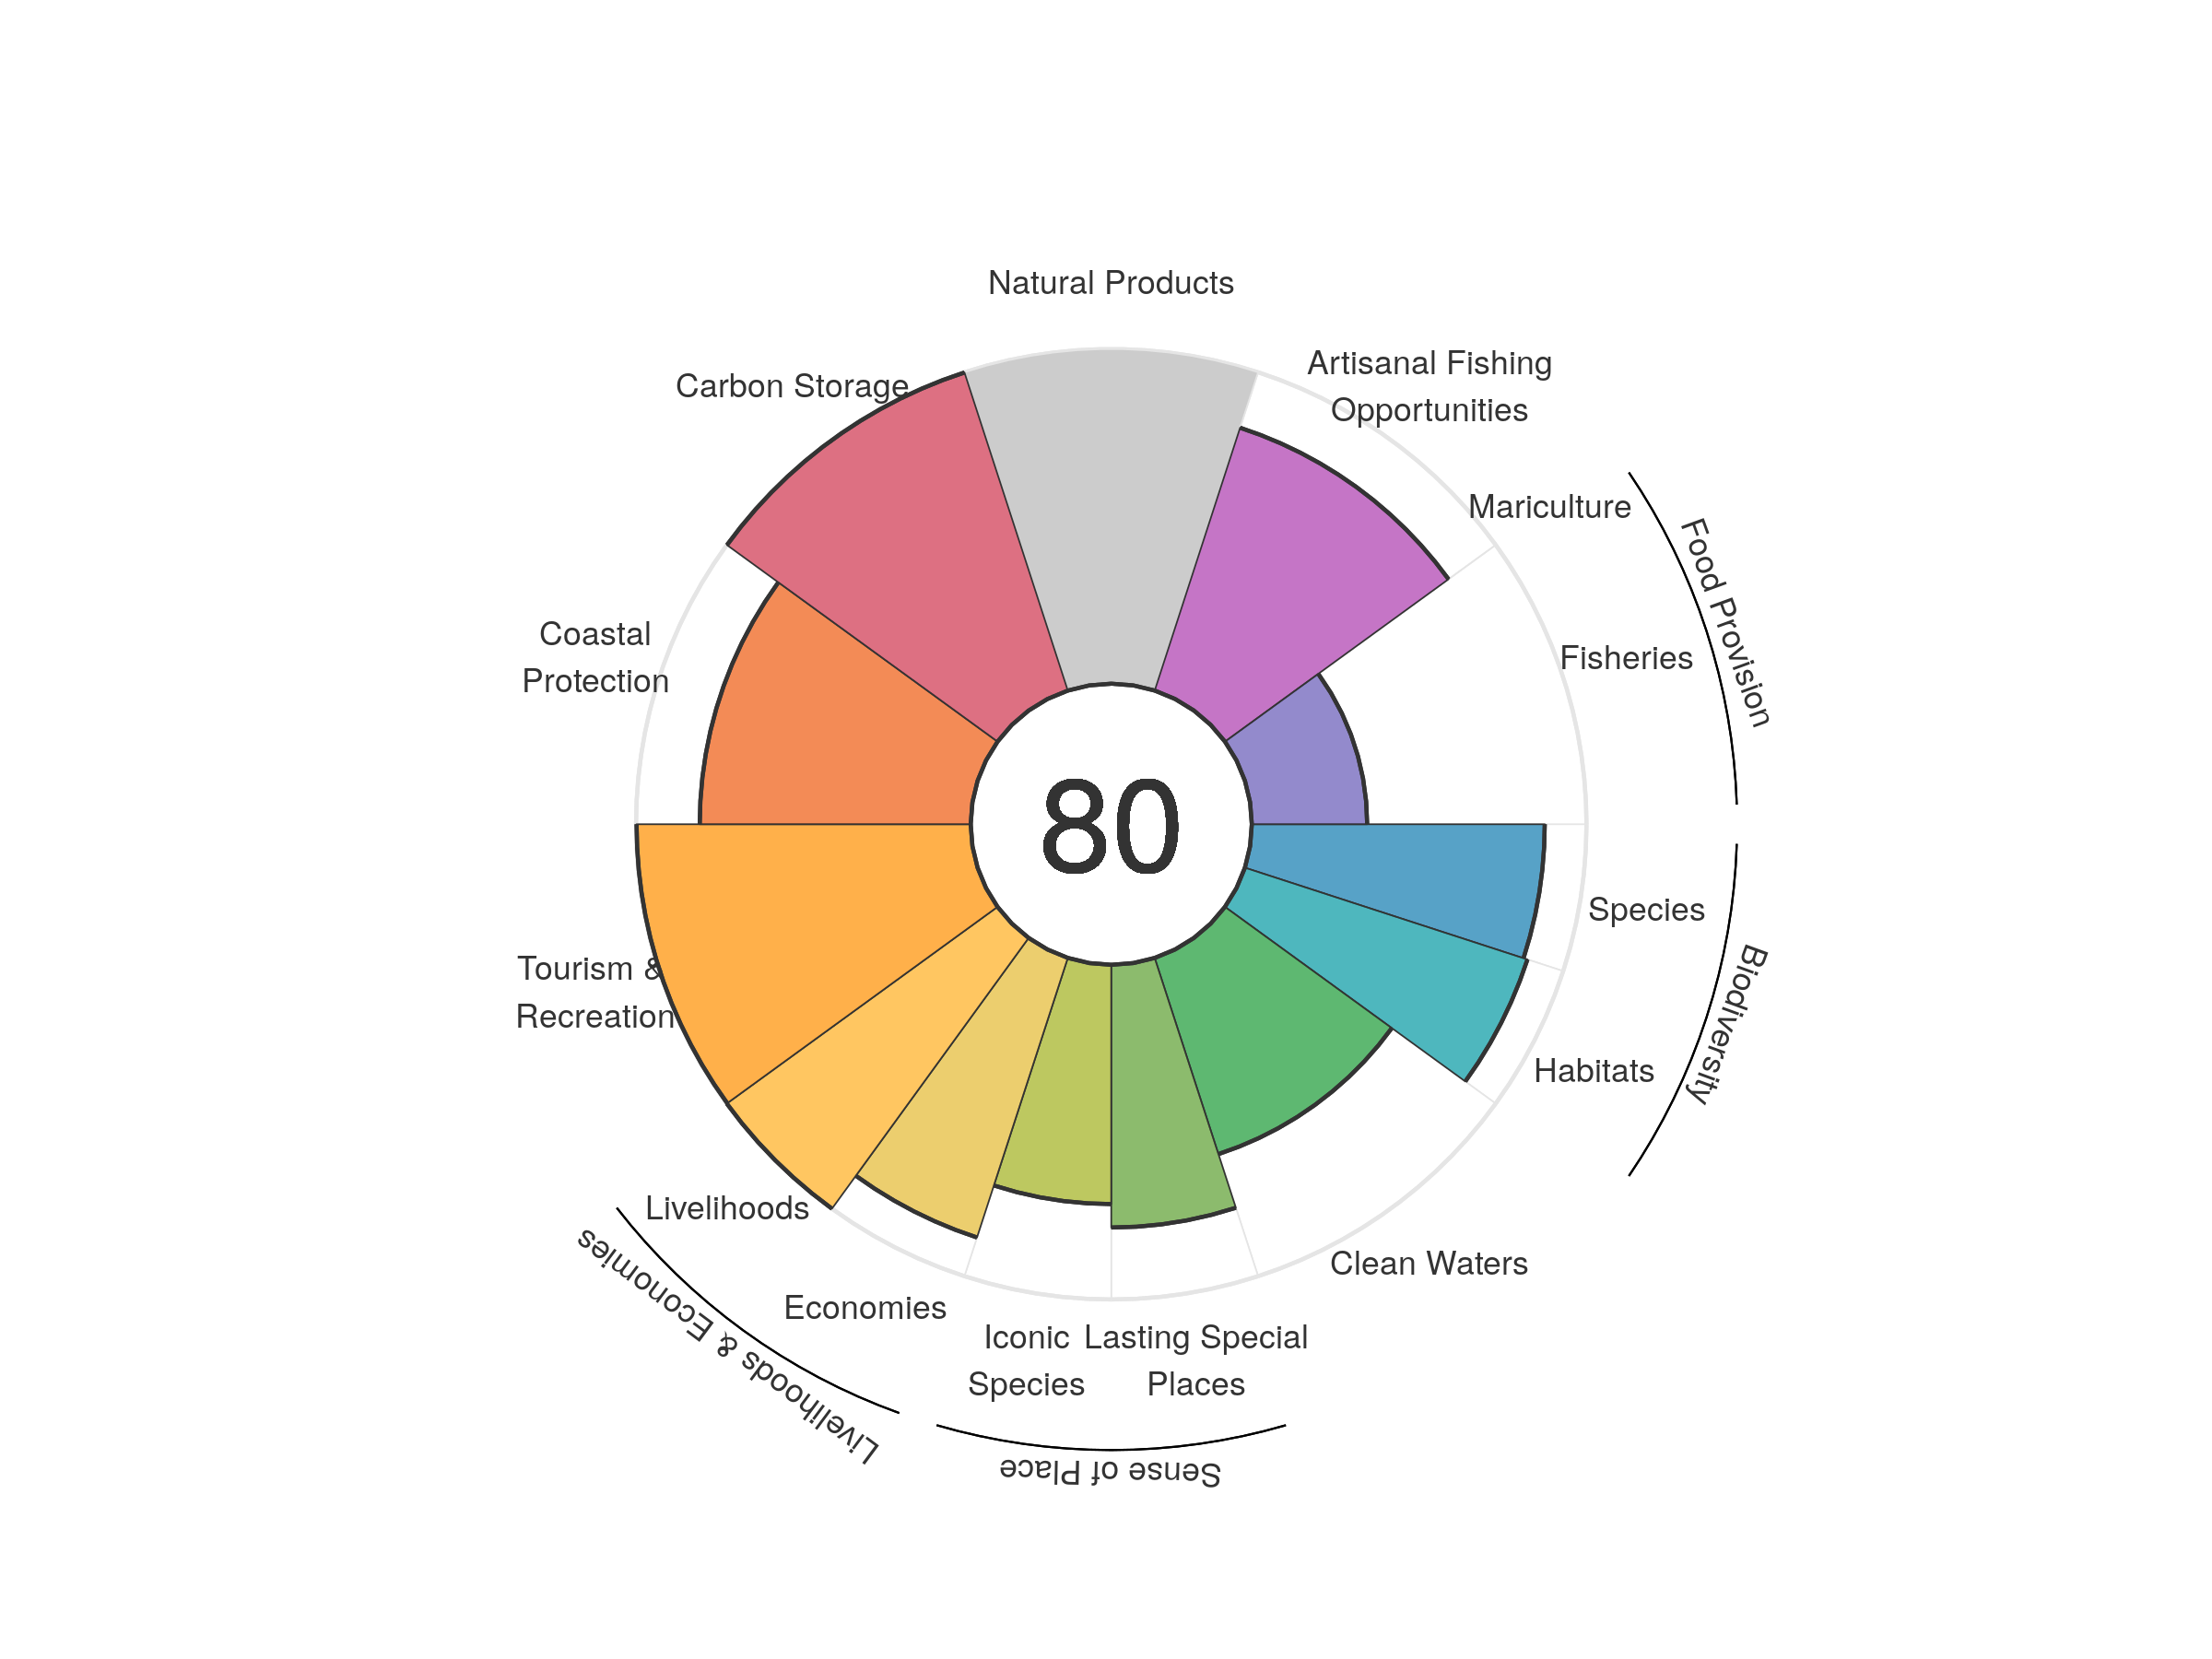 Natural Products
Artisanal Fishing
Opportunities
Carbon Storage
Mariculture
Food Provision
Coastal
Protection
Fisheries
80
Species
Biodiversity
Tourism &
Recreation
Habitats
Livelihoods
Clean Waters
Livelihoods & Economies
Economies
Iconic
Species
Lasting Special
Places
Sense of Place